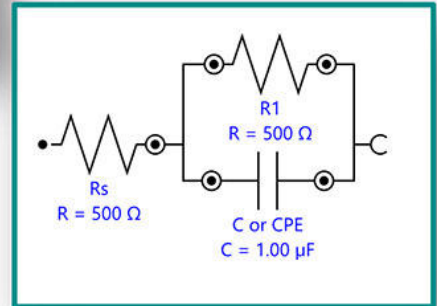 R1
R = 500 Ω
Rs
R = 500 Ω
C or CPE
C = 1.00 µF